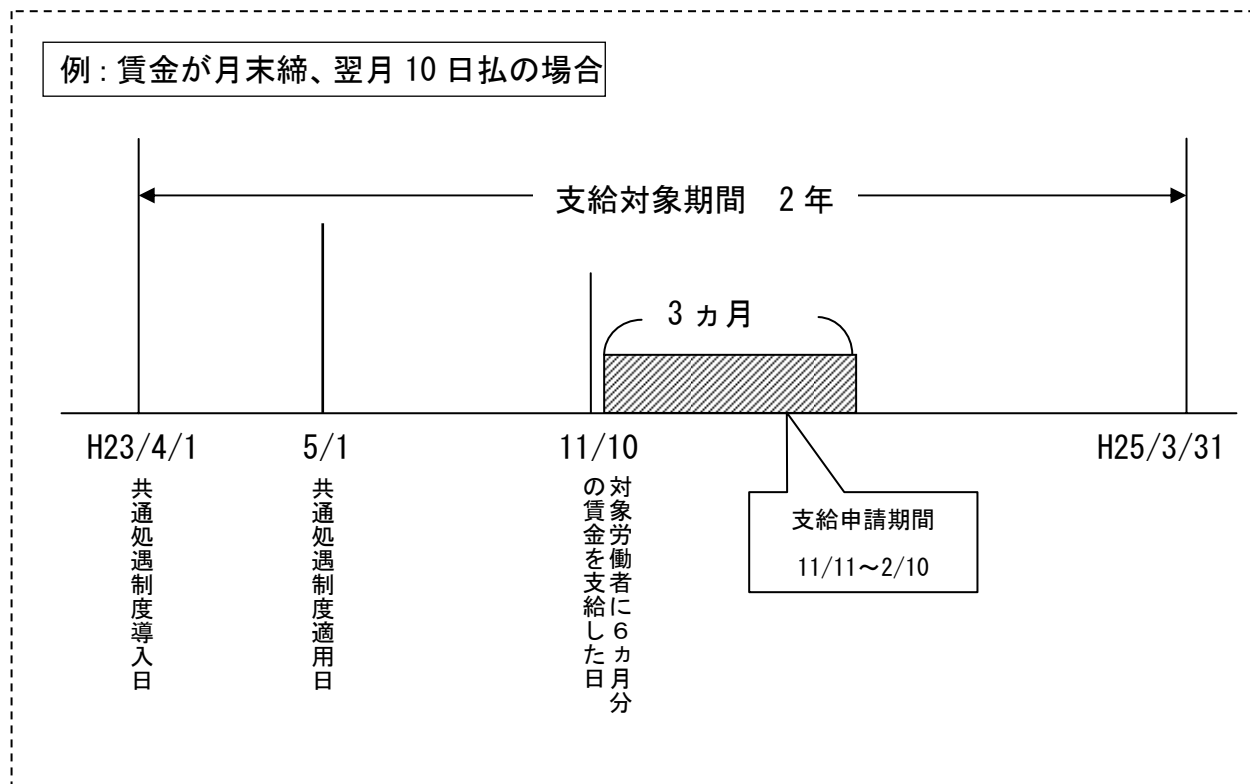 例：賃金が月末締、翌月 10 日払の場合
支給対象期間　2 年
3 ヵ月
H23/4/1
5/1
11/10
H25/3/31
共通処遇制度導入日
共通処遇制度適用日
対象労働者に６ヵ月分
の賃金を支給した日
支給申請期間
11/11～2/10